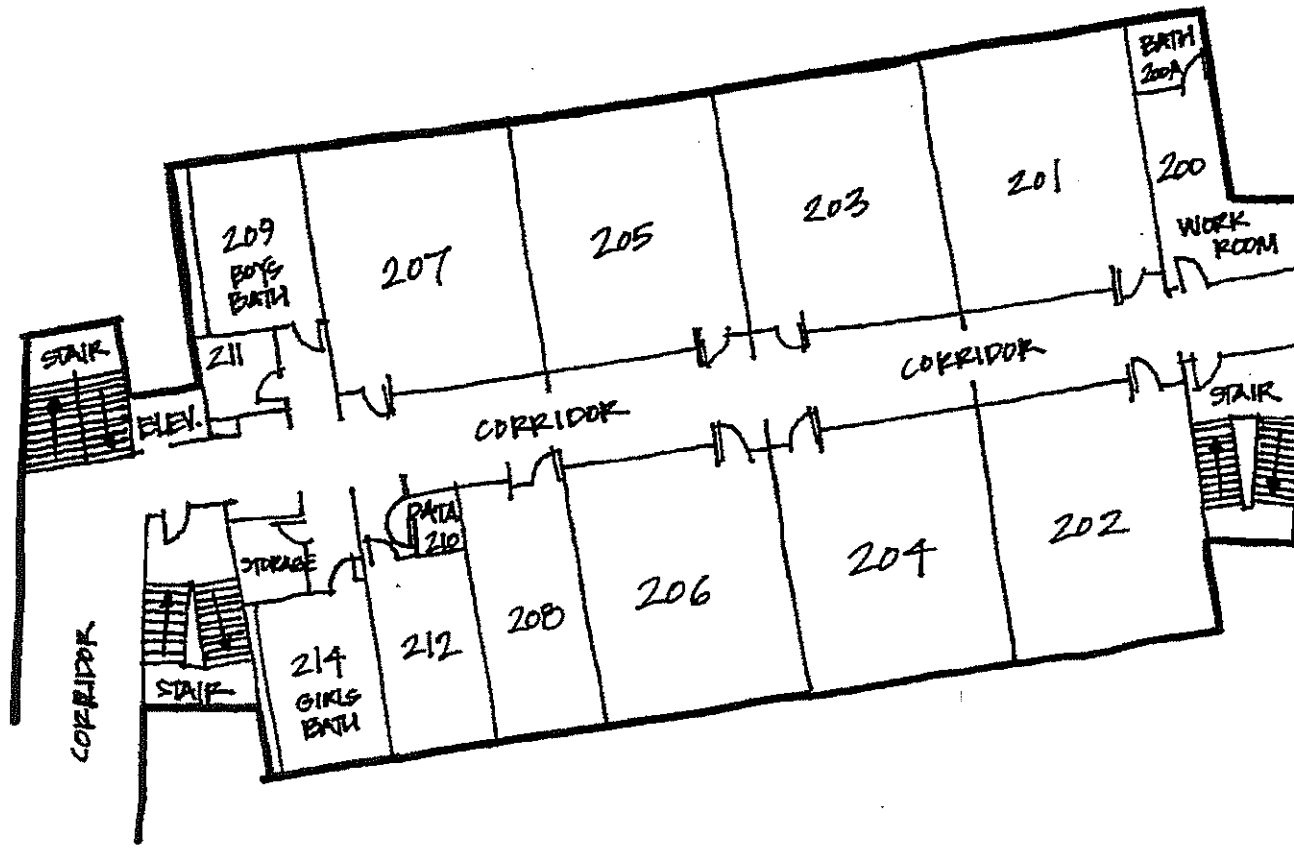 BATH
200A
200
WORK
ROOM
201
203
205
207
209
BOYS
BATH
211
STAIR
ELEV.
CORRIDOR
CORRIDOR
STAIR
DATA
210
STORAGE
202
204
206
208
212
214
GIRLS
BATH
STAIR
CORRIDOR